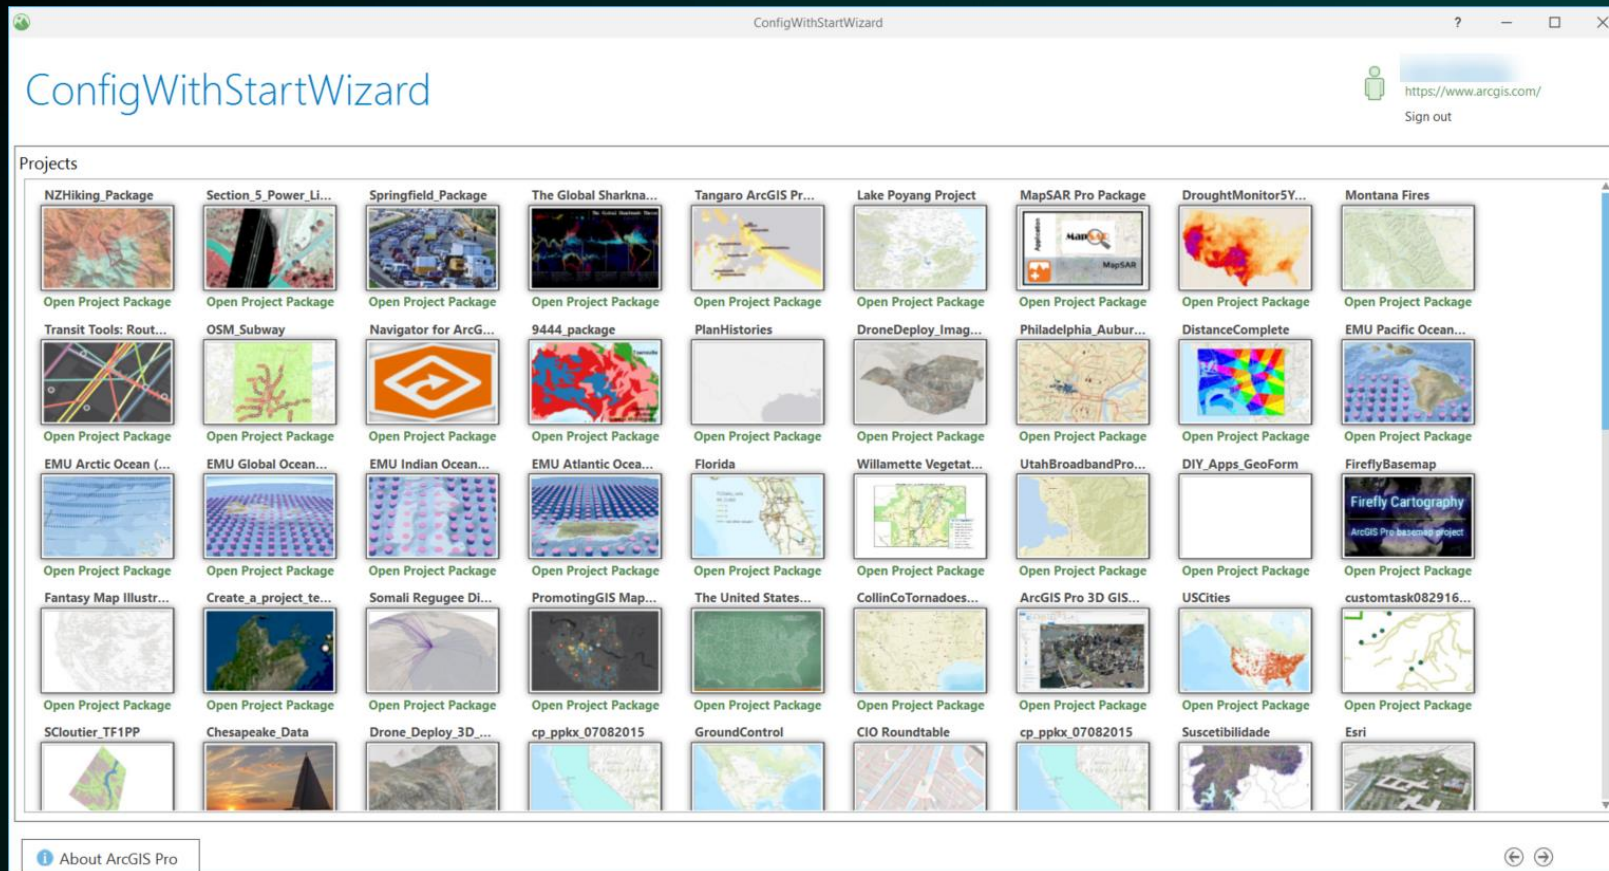 ConfigWithStartWizard
?
ConfigWithStartWizard
https://www.arcgis.com/
Sign out
Projects
NZHiking_Package Section_5_Power_Li... Springfield_Package The Global Sharkna... Tangaro ArcGIS Pr... Lake Poyang Project MapSAR Pro Package DroughtMonitor5Y... Montana Fires
Application
MapSAR
MapSAR
Open Project Package Open Project Package Open Project Package Open Project Package Open Project Package Open Project Package Open Project Package Open Project Package Open Project Package
Transit Tools: Rout... OSM_Subway Navigator for ArcG... 9444_package PlanHistories DroneDeploy_Imag... Philadelphia_Aubur... DistanceComplete EMU Pacific Ocean...
Open Project Package Open Project Package Open Project Package Open Project Package Open Project Package Open Project Package Open Project Package Open Project Package Open Project Package
EMU Arctic Ocean (... EMU Global Ocean... EMU Indian Ocean... EMU Atlantic Ocea... Florida Willamette Vegetat... UtahBroadbandPro... DIY_Apps_GeoForm FireflyBasemap
Firefly Cartography
ArcGIS Pro basemap project
Open Project Package Open Project Package Open Project Package Open Project Package Open Project Package Open Project Package Open Project Package Open Project Package Open Project Package
Fantasy Map Illustr... Create_a_project_te... Somali Regugee Di... PromotingGIS Map... The United States... CollinCoTornadoes... ArcGIS Pro 3D GIS... USCities customtask082916...
Open Project Package Open Project Package Open Project Package Open Project Package Open Project Package Open Project Package Open Project Package Open Project Package Open Project Package
SCloutier_TF1PP Chesapeake_Data Drone_Deploy_3D_... cp_ppkx_07082015 GroundControl CIO Roundtable cp_ppkx_07082015 Suscetibilidade Esri
About ArcGIS Pro